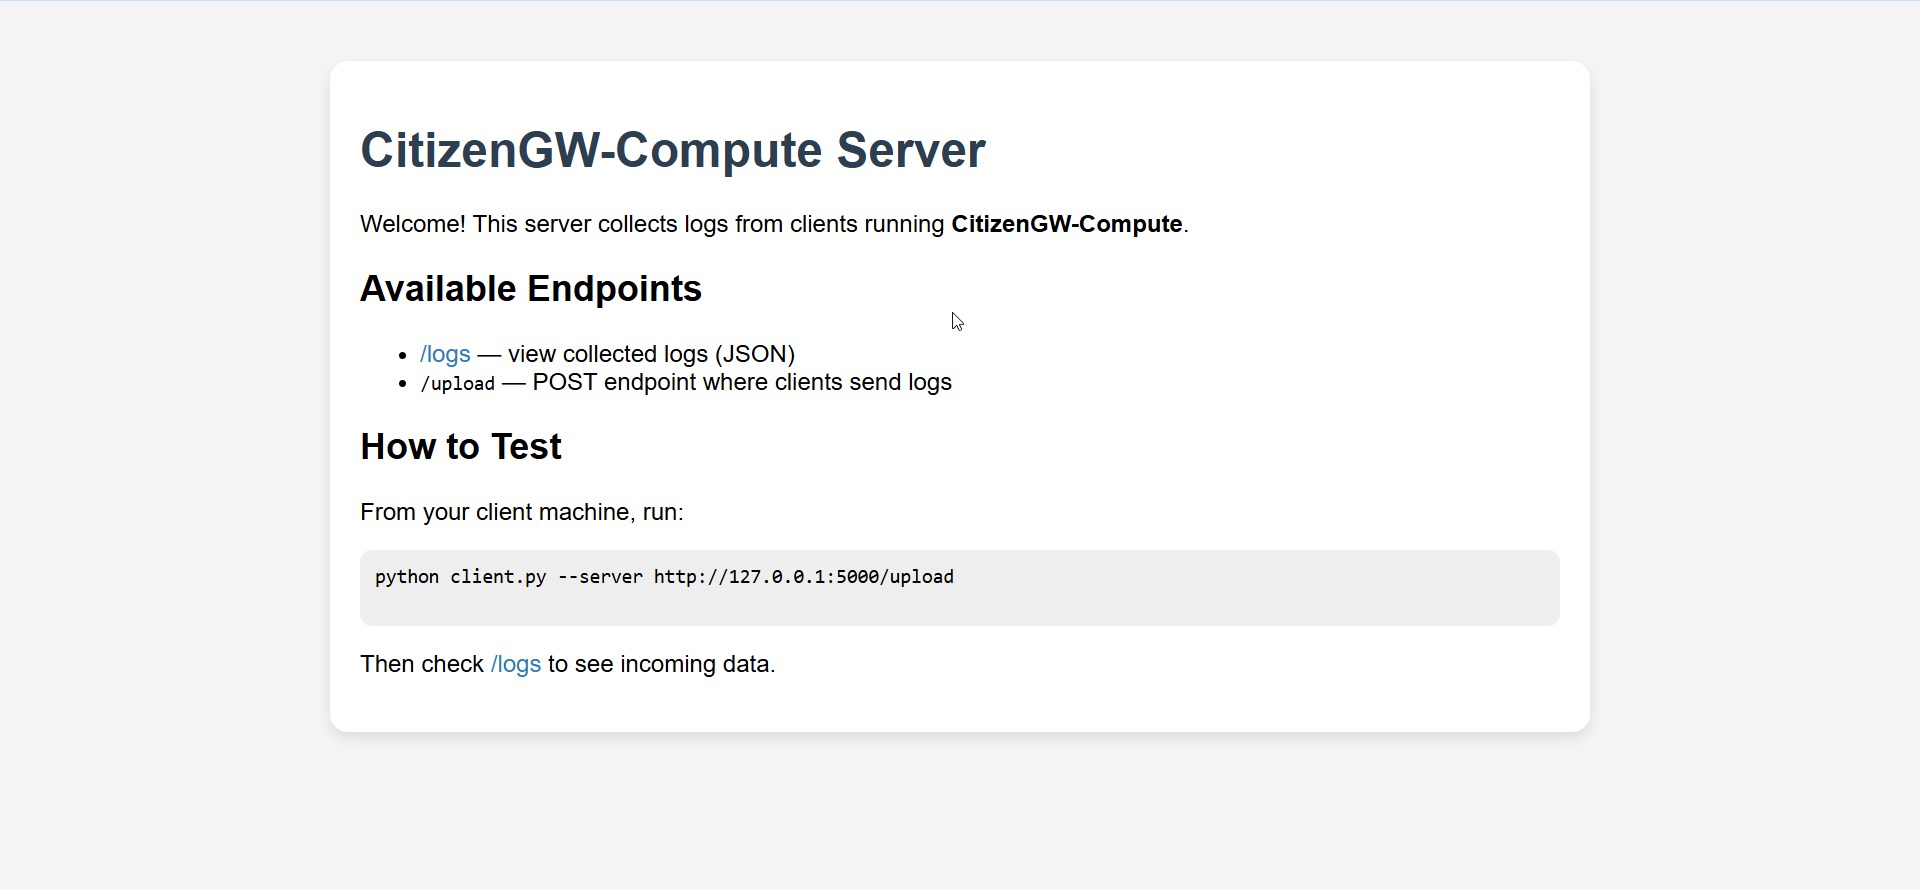 CitizenGW-Compute Server
Welcome! This server collects logs from clients running CitizenGW-Compute.
Available Endpoints
• /logs — view collected logs (JSON)
• /upload — POST endpoint where clients send logs
How to Test
From your client machine, run:
python client.py --server http://127.0.0.1:5000/upload
Then check /logs to see incoming data.